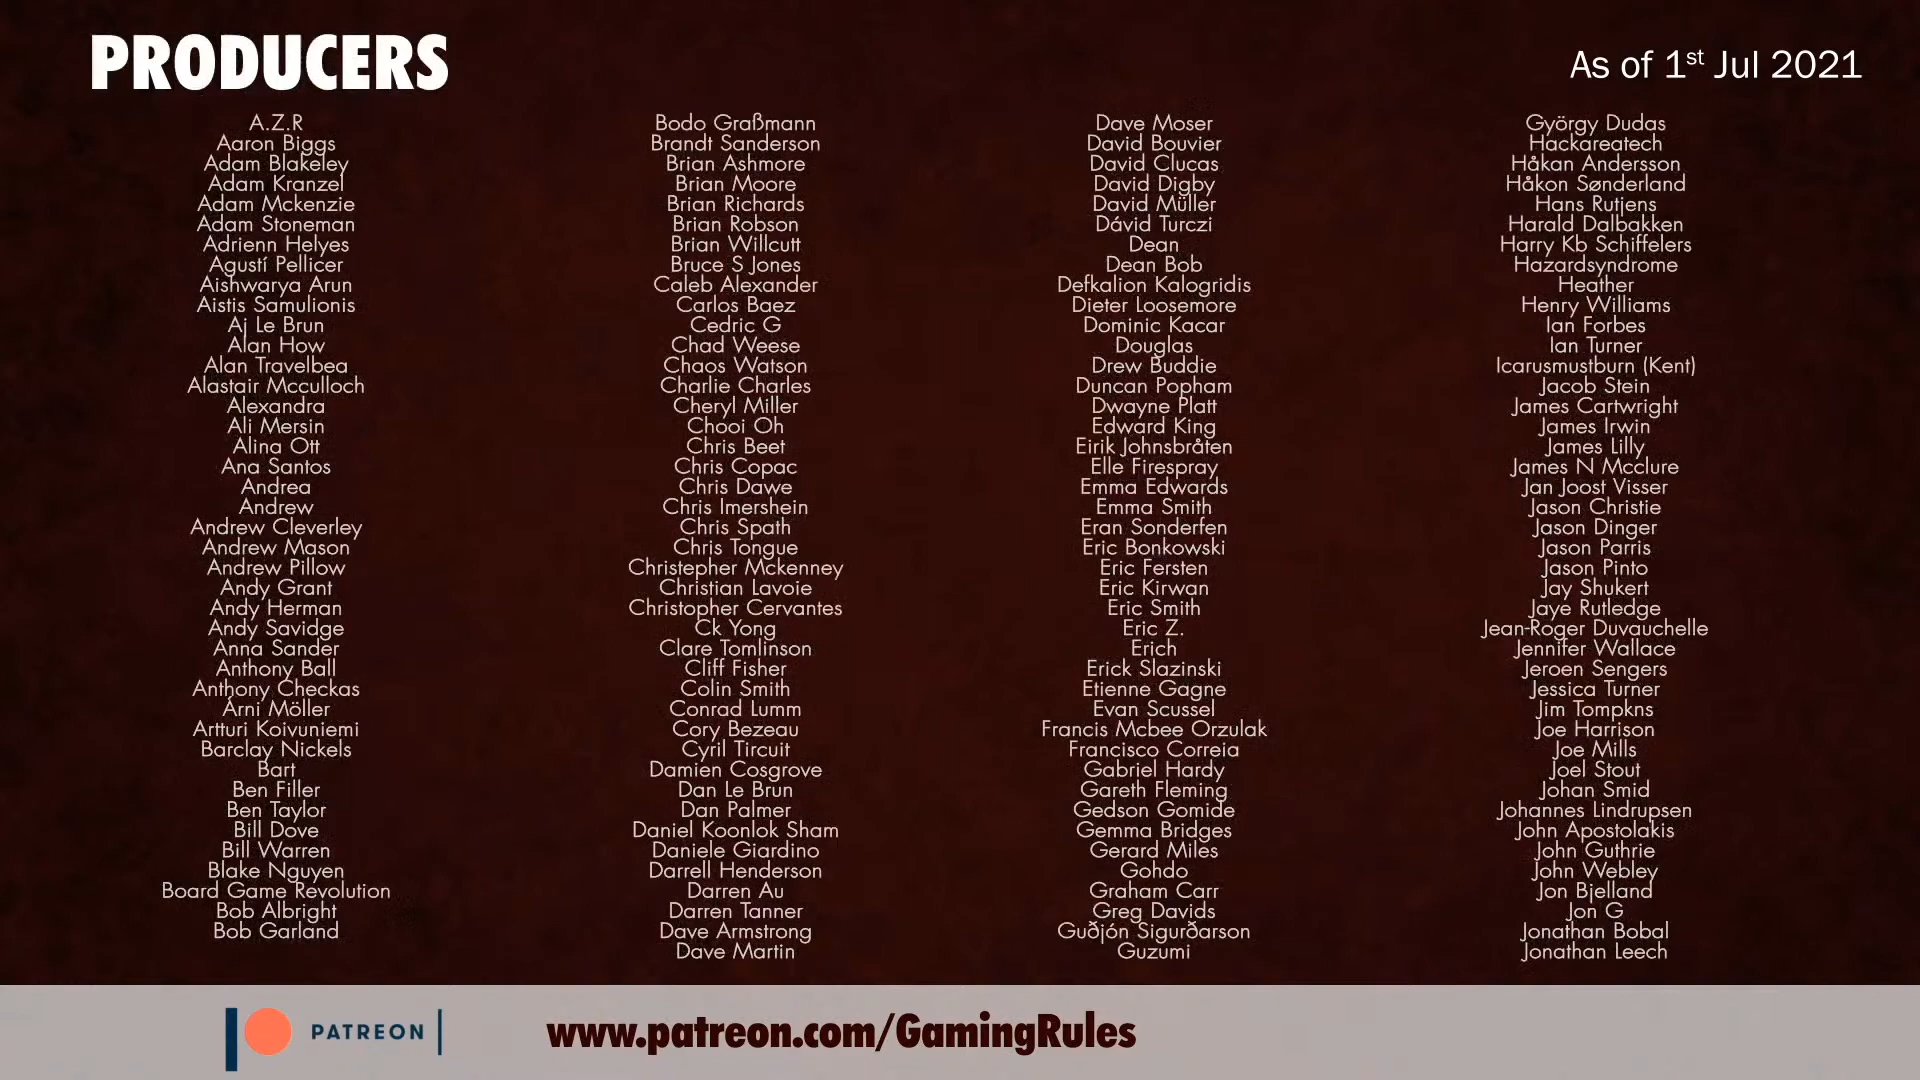 PRODUCERS
As of 1st Jul 2021
A.Z.R
Aaron Biggs
Adam Blakeley
Adam Kranzel
Adam Mckenzie
Adam Stoneman
Adrienn Helyes
Agustí Pellicer
Aishwarya Arun
Aistis Samulionis
Aj Le Brun
Alan How
Alan Travelbea
Alastair Mcculloch
Alexandra
Ali Mersin
Alina Ott
Ana Santos
Andrea
Andrew
Andrew Cleverley
Andrew Mason
Andrew Pillow
Andy Grant
Andy Herman
Andy Savidge
Anna Sander
Anthony Ball
Anthony Checkas
Árni Möller
Artturi Koivuniemi
Barclay Nickels
Bart
Ben Filler
Ben Taylor
Bill Dove
Bill Warren
Blake Nguyen
Board Game Revolution
Bob Albright
Bob Garland
Bodo Graßmann
Brandt Sanderson
Brian Ashmore
Brian Moore
Brian Richards
Brian Robson
Brian Willcutt
Bruce S Jones
Caleb Alexander
Carlos Baez
Cedric G
Chad Weese
Chaos Watson
Charlie Charles
Cheryl Miller
Chooi Oh
Chris Beet
Chris Copac
Chris Dawe
Chris Imershein
Chris Spath
Chris Tongue
Christepher Mckenney
Christian Lavoie
Christopher Cervantes
Ck Yong
Clare Tomlinson
Cliff Fisher
Colin Smith
Conrad Lumm
Cory Bezeau
Cyril Tircuit
Damien Cosgrove
Dan Le Brun
Dan Palmer
Daniel Koonlok Sham
Daniele Giardino
Darrell Henderson
Darren Au
Darren Tanner
Dave Armstrong
Dave Martin
Dave Moser
David Bouvier
David Clucas
David Digby
David Müller
Dávid Turczi
Dean
Dean Bob
Defkalion Kalogridis
Dieter Loosemore
Dominic Kacar
Douglas
Drew Buddie
Duncan Popham
Dwayne Platt
Edward King
Eirik Johnsbråten
Elle Firespray
Emma Edwards
Emma Smith
Eran Sonderfen
Eric Bonkowski
Eric Fersten
Eric Kirwan
Eric Smith
Eric Z.
Erich
Erick Slazinski
Etienne Gagne
Evan Scussel
Francis Mcbee Orzulak
Francisco Correia
Gabriel Hardy
Gareth Fleming
Gedson Gomide
Gemma Bridges
Gerard Miles
Gohdo
Graham Carr
Greg Davids
Guðjón Sigurðarson
Guzumi
György Dudas
Hackareatech
Håkan Andersson
Håkon Sønderland
Hans Rutjens
Harald Dalbakken
Harry Kb Schiffelers
Hazardsyndrome
Heather
Henry Williams
Ian Forbes
Ian Turner
Icarusmustburn (Kent)
Jacob Stein
James Cartwright
James Irwin
James Lilly
James N Mcclure
Jan Joost Visser
Jason Christie
Jason Dinger
Jason Parris
Jason Pinto
Jay Shukert
Jaye Rutledge
Jean-Roger Duvauchelle
Jennifer Wallace
Jeroen Sengers
Jessica Turner
Jim Tompkns
Joe Harrison
Joe Mills
Joel Stout
Johan Smid
Johannes Lindrupsen
John Apostolakis
John Guthrie
John Webley
Jon Bjelland
Jon G
Jonathan Bobal
Jonathan Leech
PATREON
www.patreon.com/GamingRules